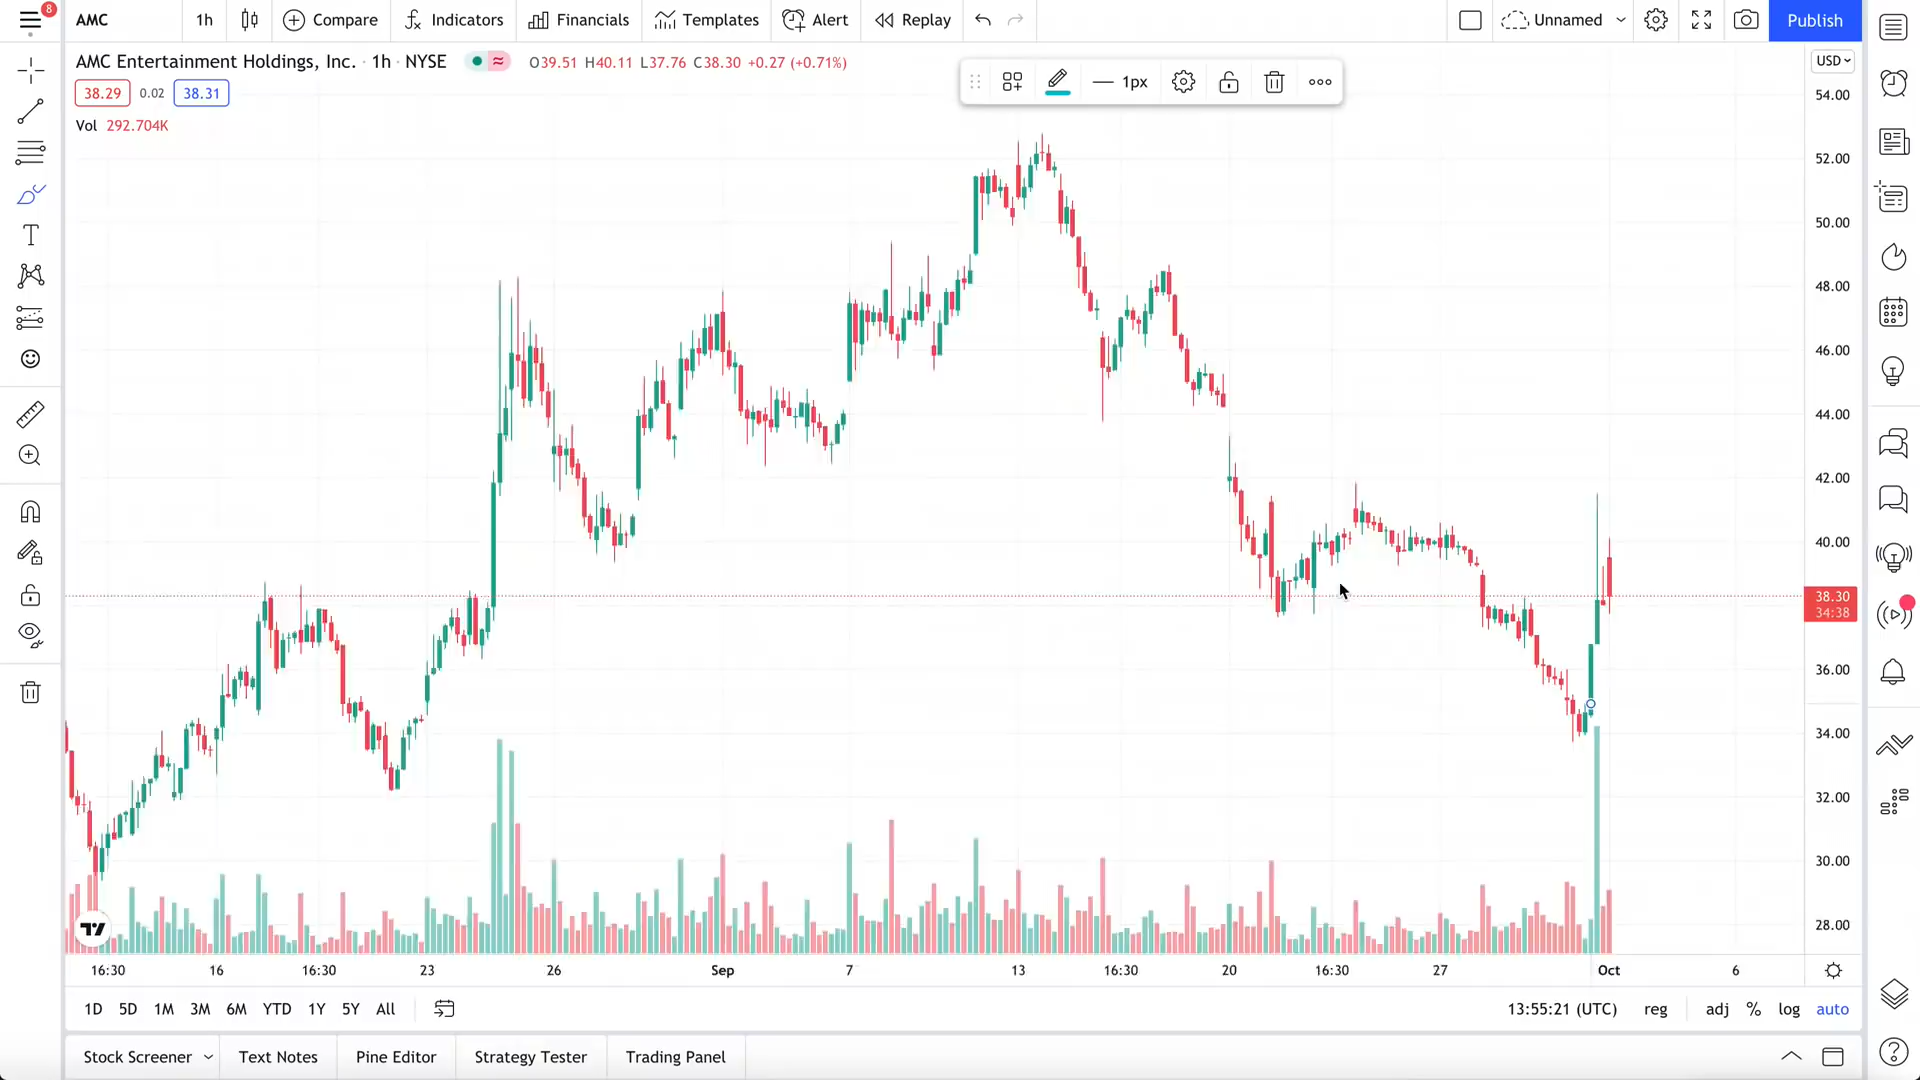 8
AMC
1h
Compare
Indicators
Financials
Templates
Alert
Replay
Unnamed
Publish
AMC Entertainment Holdings, Inc. · 1h · NYSE
O39.51 H40.11 L37.76 C38.30 +0.27 (+0.71%)
1px
USD
38.29 0.02 38.31
Vol 292.704K
54.00
52.00
50.00
48.00
46.00
44.00
42.00
40.00
38.30
34:38
36.00
34.00
32.00
30.00
28.00
16:30 16 16:30 23 26 Sep 7 13 16:30 20 16:30 27 Oct 6
1D 5D 1M 3M 6M YTD 1Y 5Y All
13:55:21 (UTC) reg adj % log auto
Stock Screener Text Notes Pine Editor Strategy Tester Trading Panel